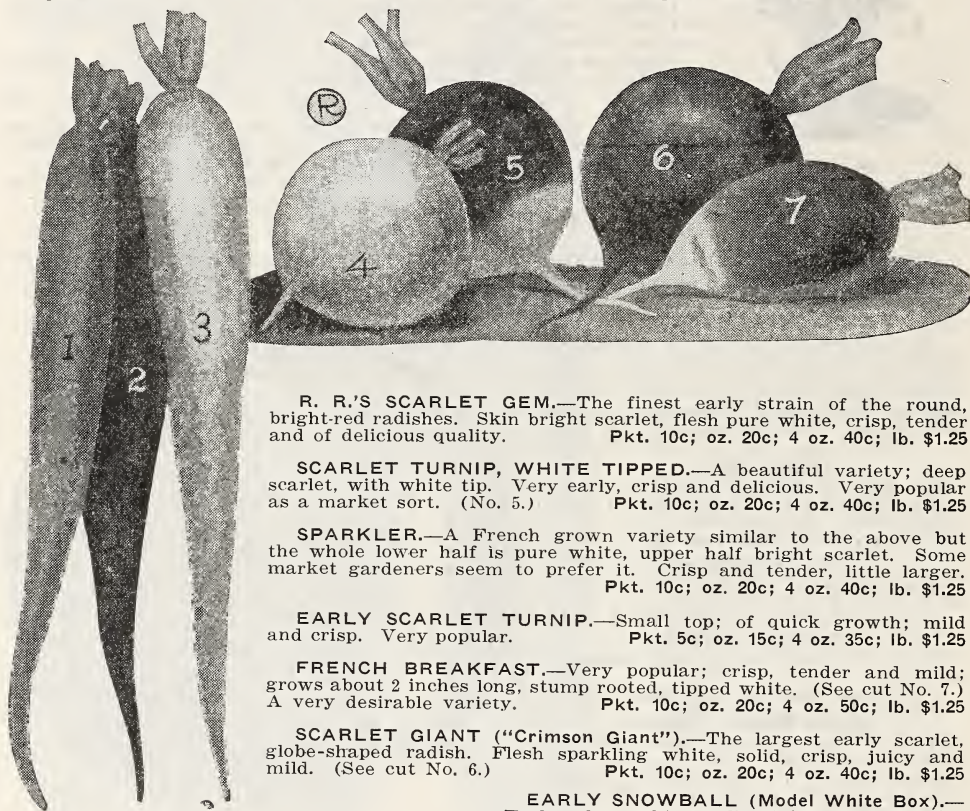 R
5
6
7
4
1
2
3
R. R.'S SCARLET GEM.—The finest early strain of the round,
bright-red radishes. Skin bright scarlet, flesh pure white, crisp, tender
and of delicious quality. Pkt. 10c; oz. 20c; 4 oz. 40c; lb. $1.25
SCARLET TURNIP, WHITE TIPPED.—A beautiful variety; deep
scarlet, with white tip. Very early, crisp and delicious. Very popular
as a market sort. (No. 5.) Pkt. 10c; oz. 20c; 4 oz. 40c; lb. $1.25
SPARKLER.—A French grown variety similar to the above but
the whole lower half is pure white, upper half bright scarlet. Some
market gardeners seem to prefer it. Crisp and tender, little larger.
Pkt. 10c; oz. 20c; 4 oz. 40c; lb. $1.25
EARLY SCARLET TURNIP.—Small top; of quick growth; mild
and crisp. Very popular. Pkt. 5c; oz. 15c; 4 oz. 35c; lb. $1.25
FRENCH BREAKFAST.—Very popular; crisp, tender and mild;
grows about 2 inches long, stump rooted, tipped white. (See cut No. 7.)
A very desirable variety. Pkt. 10c; oz. 20c; 4 oz. 50c; lb. $1.25
SCARLET GIANT ("Crimson Giant").—The largest early scarlet,
globe-shaped radish. Flesh sparkling white, solid, crisp, juicy and
mild. (See cut No. 6.) Pkt. 10c; oz. 20c; 4 oz. 40c; lb. $1.25
EARLY SNOWBALL (Model White Box).—